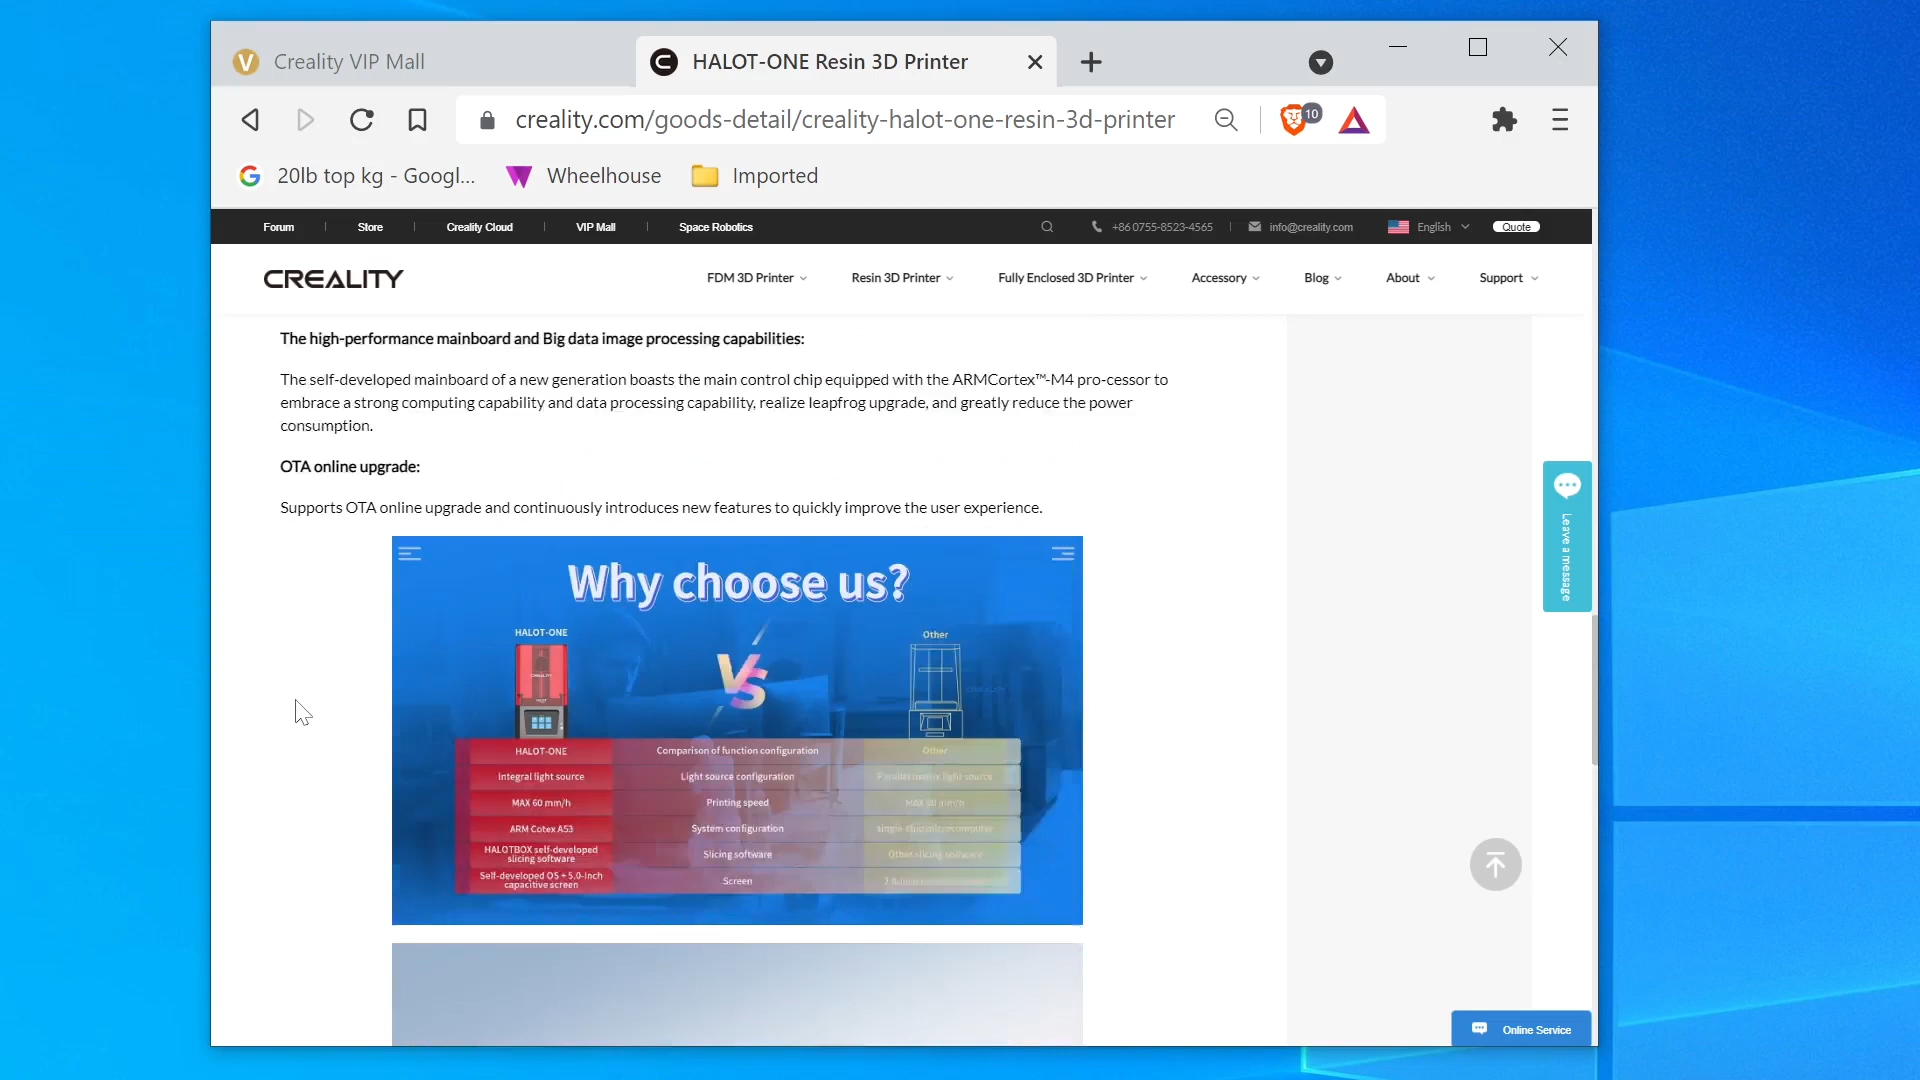 Creality VIP Mall
HALOT-ONE Resin 3D Printer
creality.com/goods-detail/creality-halot-one-resin-3d-printer
10
20lb top kg - Googl...
Wheelhouse
Imported
Forum
Store
Creality Cloud
VIP Mall
Space Robotics
+86 0755-8523-4565
info@creality.com
English
Quote
CREALITY
FDM 3D Printer
Resin 3D Printer
Fully Enclosed 3D Printer
Accessory
Blog
About
Support
The high-performance mainboard and Big data image processing capabilities:
The self-developed mainboard of a new generation boasts the main control chip equipped with the ARMCortex™-M4 pro-cessor to
embrace a strong computing capability and data processing capability, realize leapfrog upgrade, and greatly reduce the power
consumption.
OTA online upgrade:
Supports OTA online upgrade and continuously introduces new features to quickly improve the user experience.
Why choose us?
HALOT-ONE
VS
Other
HALOT-ONE
Comparison of function configuration
Other
Integral light source
Light source configuration
MAX 60 mm/h
Printing speed
ARM Cotex A53
System configuration
HALOTBOX self-developed
slicing software
Slicing software
Other slicing software
Self-developed OS + 5.0-inch
capacitive screen
Screen
Leave a message
Online Service